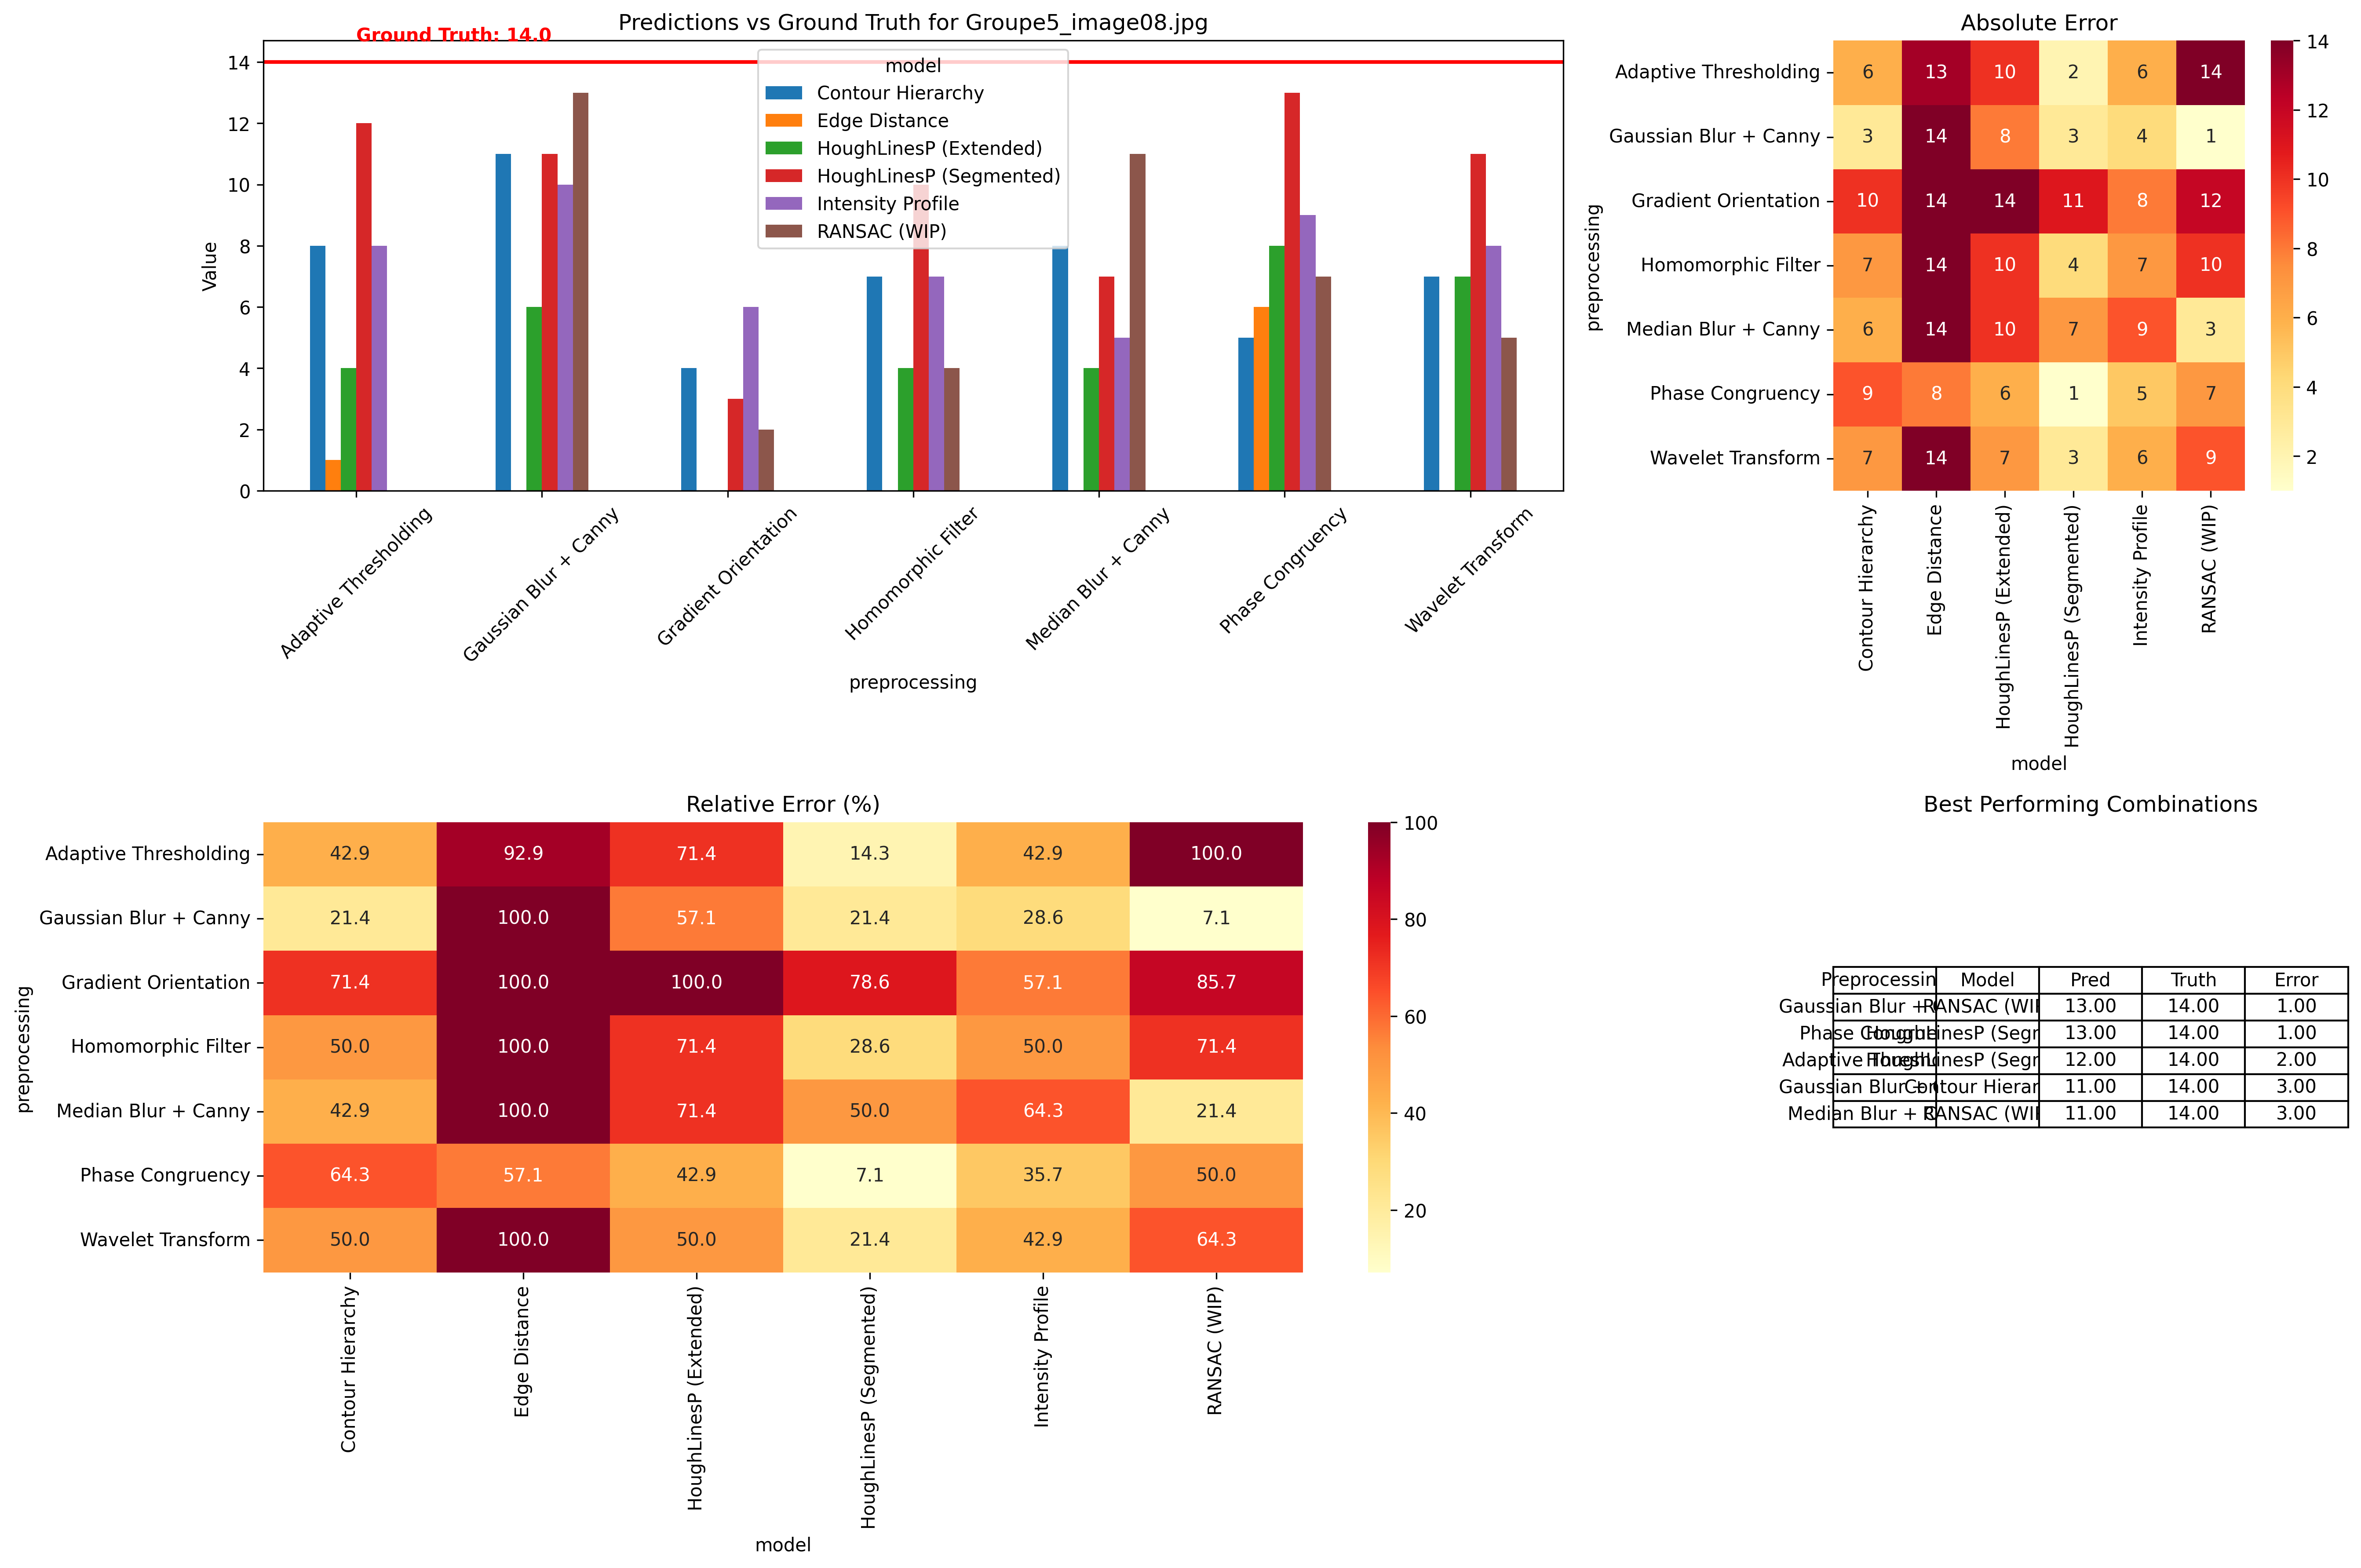 Predictions vs Ground Truth for Groupe5_image08.jpg
Ground Truth: 14.0
model
Contour Hierarchy
Edge Distance
HoughLinesP (Extended)
HoughLinesP (Segmented)
Intensity Profile
RANSAC (WIP)
Value
14
12
10
8
6
4
2
0
Adaptive Thresholding
Gaussian Blur + Canny
Gradient Orientation
Homomorphic Filter
Median Blur + Canny
Phase Congruency
Wavelet Transform
preprocessing
Absolute Error
preprocessing
Adaptive Thresholding 6 13 10 2 6 14
Gaussian Blur + Canny 3 14 8 3 4 1
Gradient Orientation 10 14 14 11 8 12
Homomorphic Filter 7 14 10 4 7 10
Median Blur + Canny 6 14 10 7 9 3
Phase Congruency 9 8 6 1 5 7
Wavelet Transform 7 14 7 3 6 9
Contour Hierarchy
Edge Distance
HoughLinesP (Extended)
HoughLinesP (Segmented)
Intensity Profile
RANSAC (WIP)
model
14
12
10
8
6
4
2
Relative Error (%)
preprocessing
Adaptive Thresholding 42.9 92.9 71.4 14.3 42.9 100.0
Gaussian Blur + Canny 21.4 100.0 57.1 21.4 28.6 7.1
Gradient Orientation 71.4 100.0 100.0 78.6 57.1 85.7
Homomorphic Filter 50.0 100.0 71.4 28.6 50.0 71.4
Median Blur + Canny 42.9 100.0 71.4 50.0 64.3 21.4
Phase Congruency 64.3 57.1 42.9 7.1 35.7 50.0
Wavelet Transform 50.0 100.0 50.0 21.4 42.9 64.3
Contour Hierarchy
Edge Distance
HoughLinesP (Extended)
HoughLinesP (Segmented)
Intensity Profile
RANSAC (WIP)
model
100
80
60
40
20
Best Performing Combinations
Preprocessin Model Pred Truth Error
Gaussian Blur + RANSAC (WIP 13.00 14.00 1.00
Phase 13.00 14.00 1.00
Adaptive 12.00 14.00 2.00
Gaussian Blur + Contour Hierar 11.00 14.00 3.00
Median Blur + RANSAC (WIP 11.00 14.00 3.00